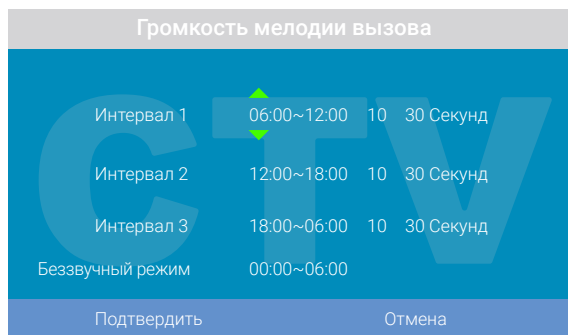 Громкость мелодии вызова
CTV
Интервал 1 06:00~12:00 10 30 Секунд
Интервал 2 12:00~18:00 10 30 Секунд
Интервал 3 18:00~06:00 10 30 Секунд
Беззвучный режим 00:00~06:00
Подтвердить Отмена